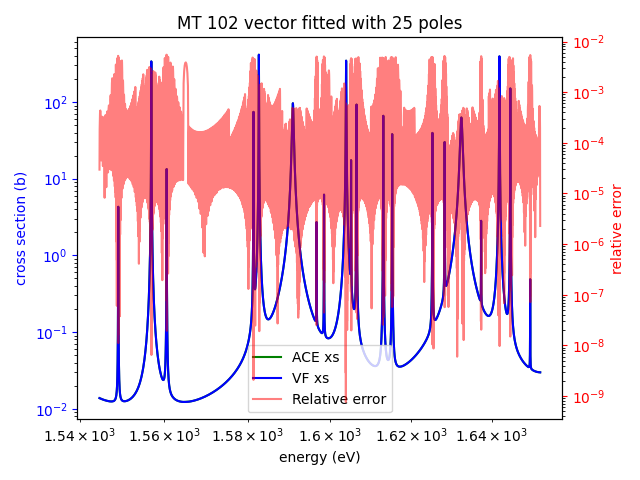 MT 102 vector fitted with 25 poles
cross section (b)
10²
10¹
10⁰
10⁻¹
10⁻²
10⁻²
10⁻³
10⁻⁴
10⁻⁵
10⁻⁶
10⁻⁷
10⁻⁸
10⁻⁹
relative error
ACE xs
VF xs
Relative error
1.54 × 10³ 1.56 × 10³ 1.58 × 10³ 1.6 × 10³ 1.62 × 10³ 1.64 × 10³
energy (eV)